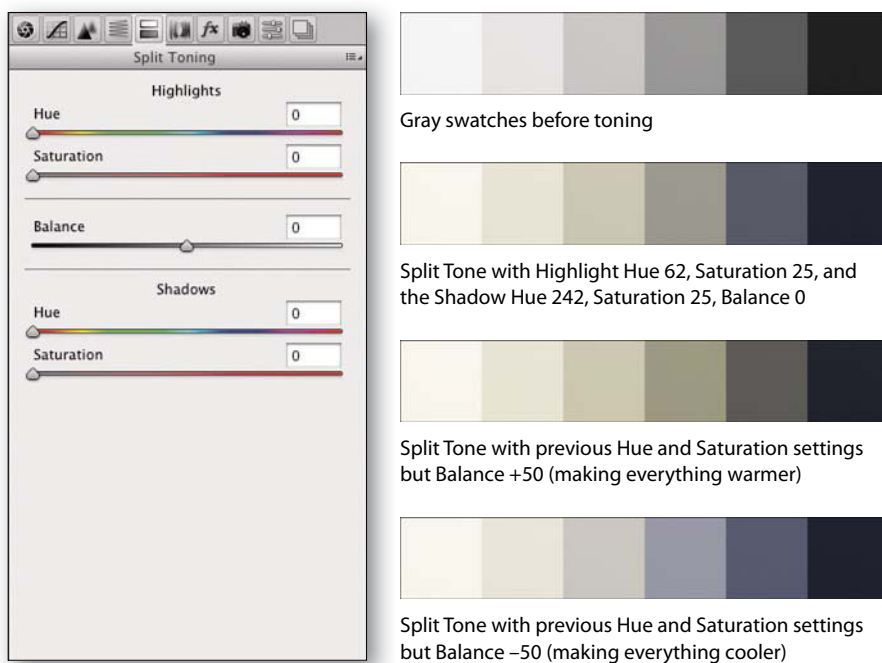 fx
Split Toning
Highlights
Hue 0
Saturation 0
Balance 0
Shadows
Hue 0
Saturation 0
Gray swatches before toning
Split Tone with Highlight Hue 62, Saturation 25, and
the Shadow Hue 242, Saturation 25, Balance 0
Split Tone with previous Hue and Saturation settings
but Balance +50 (making everything warmer)
Split Tone with previous Hue and Saturation settings
but Balance –50 (making everything cooler)